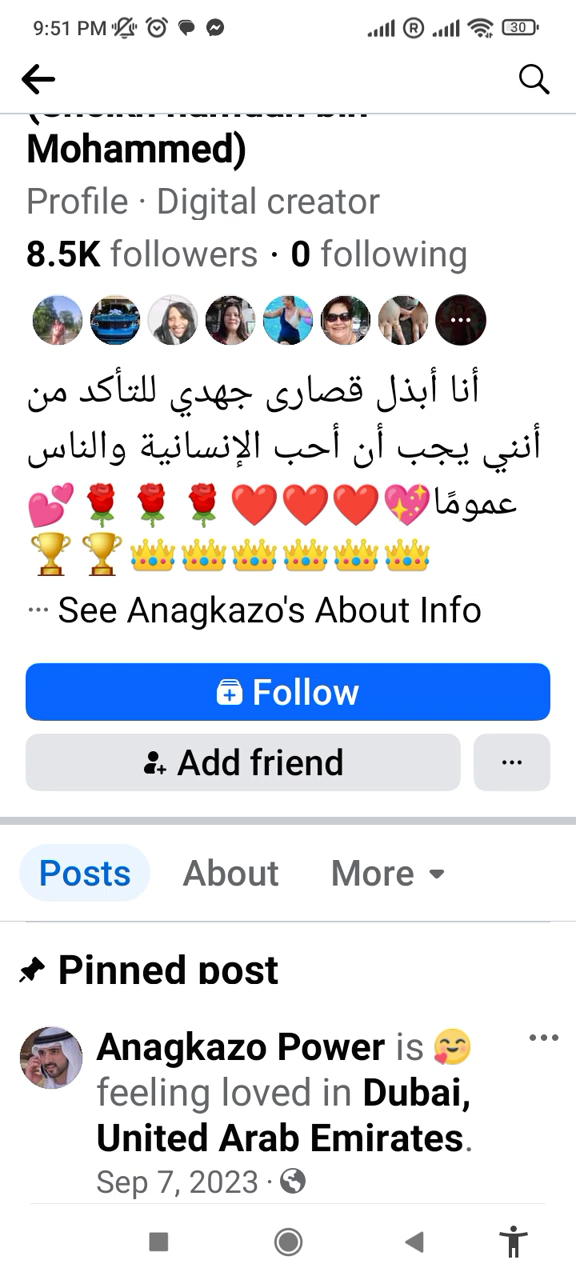 9:51 PM
30
Mohammed)
Profile · Digital creator
8.5K followers · 0 following
أنا أبذل قصارى جهدي للتأكد من
أنني يجب أن أحب الإنسانية والناس
عمومًا💖❤️❤️❤️🌹🌹🌹💕
🏆🏆👑👑👑👑👑👑
··· See Anagkazo's About Info
Follow
Add friend
Posts About More
Pinned post
Anagkazo Power is 🥰
feeling loved in Dubai,
United Arab Emirates.
Sep 7, 2023 ·